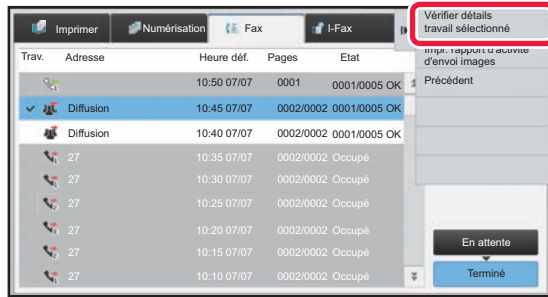 Imprimer Numérisation Fax I-Fax
Vérifier détails
travail sélectionné
Impr. rapport d'activité
d'envoi images
Précédent
Trav. Adresse Heure déf. Pages Etat
10:50 07/07 0001 0001/0005 OK
Diffusion 10:45 07/07 0002/0002 0001/0005 OK
Diffusion 10:40 07/07 0002/0002 0001/0005 OK
27 10:35 07/07 0002/0002 Occupé
27 10:30 07/07 0002/0002 Occupé
27 10:25 07/07 0002/0002 Occupé
27 10:20 07/07 0002/0002 Occupé
27 10:15 07/07 0002/0002 Occupé
27 10:10 07/07 0002/0002 Occupé
En attente
Terminé